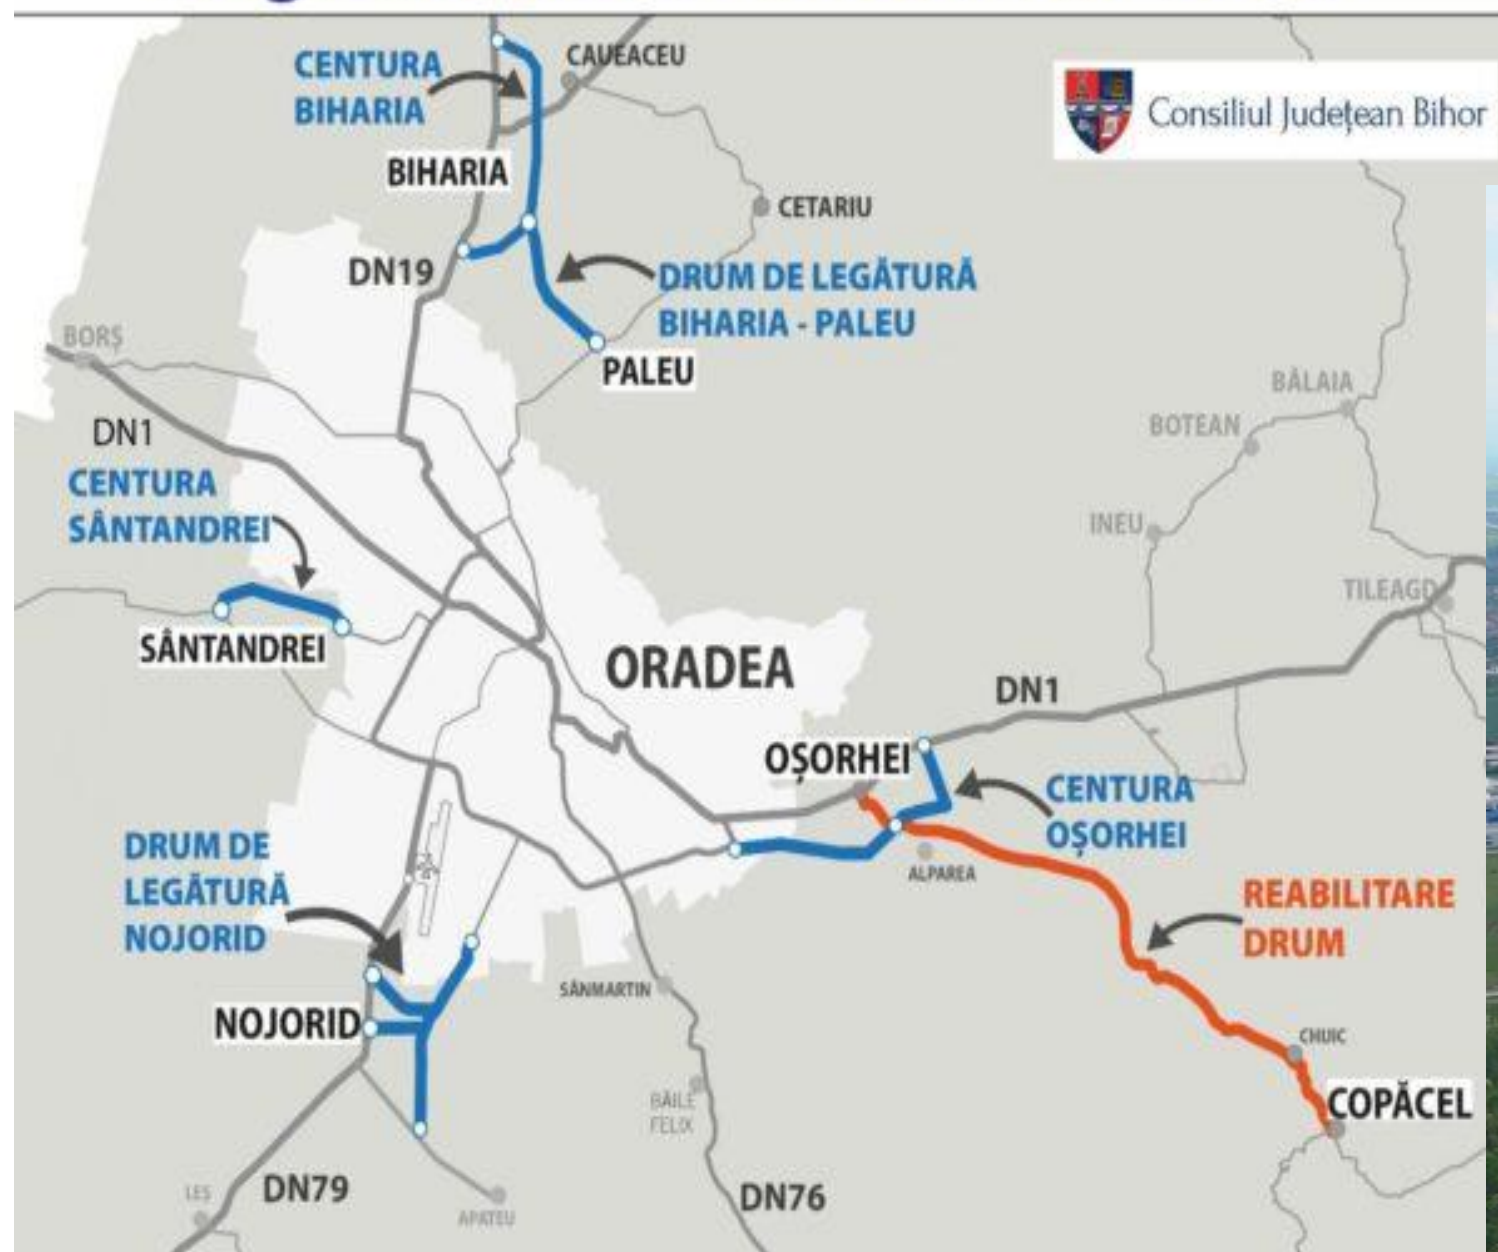 CENTURA
BIHARIA
CAUEACEU
Consiliul Județean Bihor
BIHARIA
CETARIU
DN19
DRUM DE LEGĂTURĂ
BIHARIA - PALEU
BORȘ
PALEU
BĂLAIA
DN1
BOTEAN
CENTURA
SÂNTANDREI
INEU
TILEAGD
SÂNTANDREI
ORADEA
DN1
OȘORHEI
CENTURA
OȘORHEI
DRUM DE
LEGĂTURĂ
NOJORID
ALPAREA
REABILITARE
DRUM
SÂNMARTIN
NOJORID
CHUIC
BĂILE
FELIX
COPĂCEL
LES
DN79
APATEU
DN76